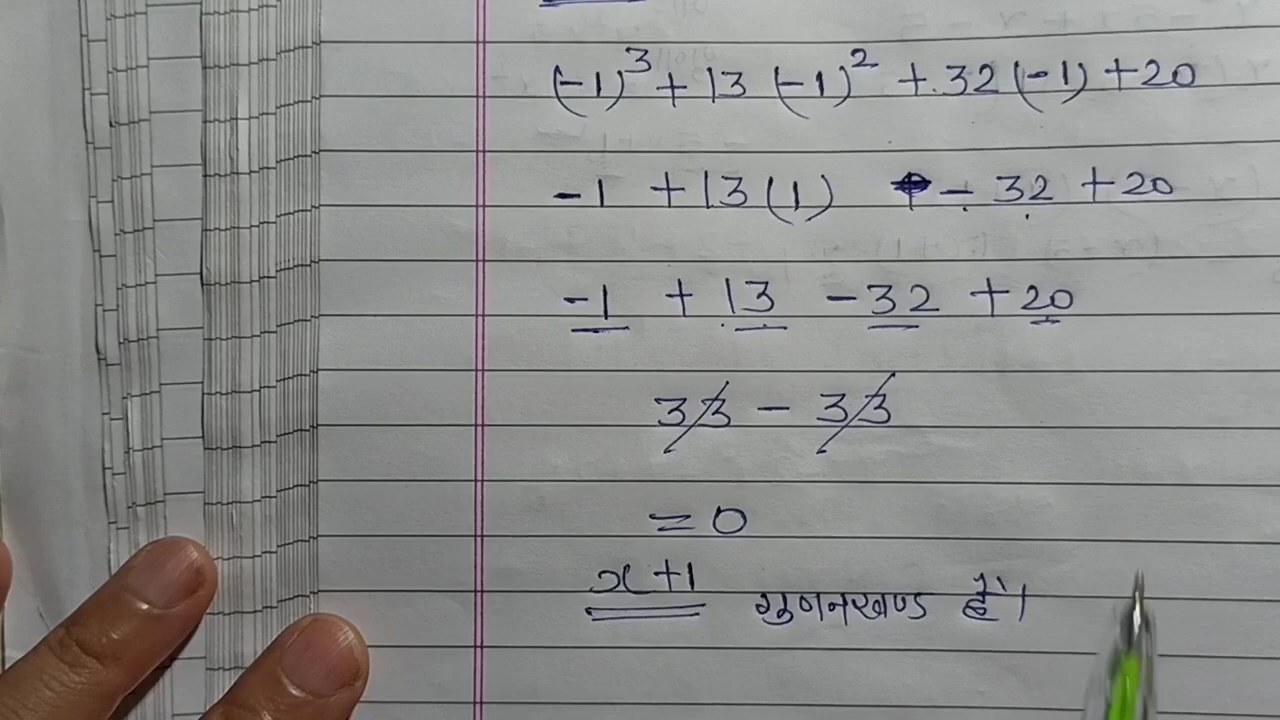 (-1)³ + 13 (-1)² + 32 (-1) + 20
-1 + 13 (1) - 32 + 20
-1 + 13 - 32 + 20
33 - 33
= 0
x + 1 गुणनखण्ड हैं।